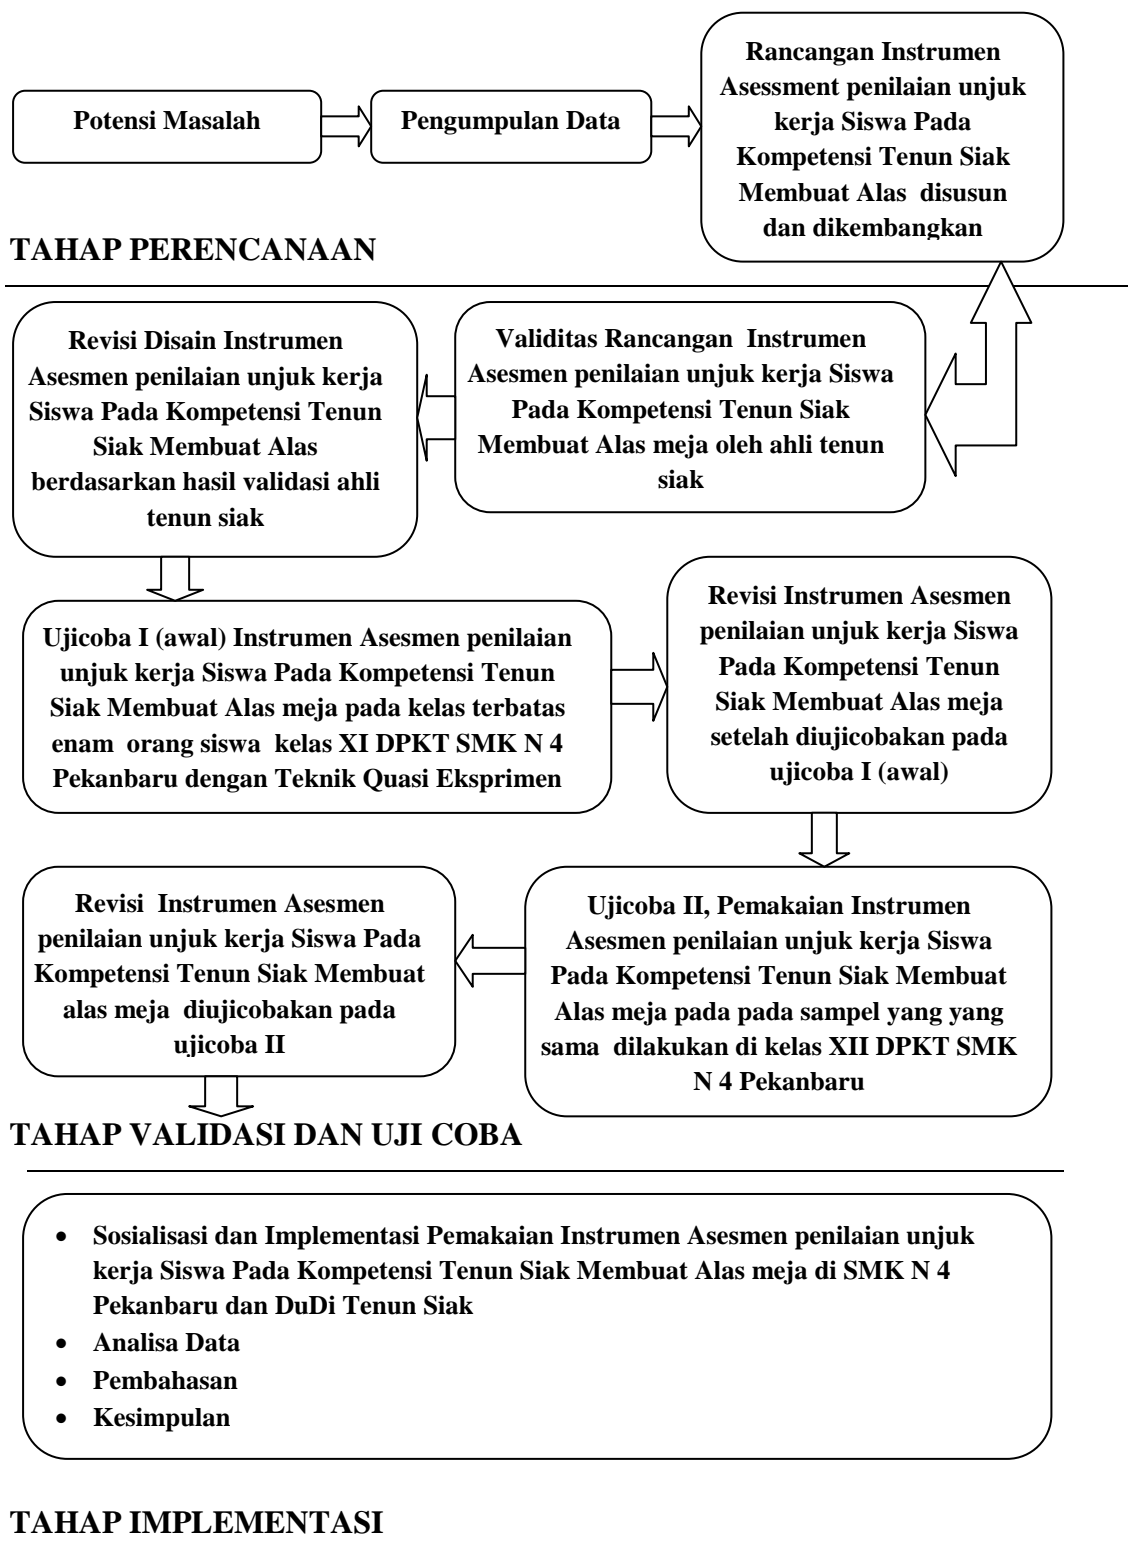 Potensi Masalah
Pengumpulan Data
Rancangan Instrumen
Asessment penilaian unjuk
kerja Siswa Pada
Kompetensi Tenun Siak
Membuat Alas disusun
dan dikembangkan
TAHAP PERENCANAAN
Validitas Rancangan Instrumen
Asesmen penilaian unjuk kerja Siswa
Pada Kompetensi Tenun Siak
Membuat Alas meja oleh ahli tenun
siak
Revisi Disain Instrumen
Asesmen penilaian unjuk kerja
Siswa Pada Kompetensi Tenun
Siak Membuat Alas
berdasarkan hasil validasi ahli
tenun siak
Ujicoba I (awal) Instrumen Asesmen penilaian
unjuk kerja Siswa Pada Kompetensi Tenun
Siak Membuat Alas meja pada kelas terbatas
enam orang siswa kelas XI DPKT SMK N 4
Pekanbaru dengan Teknik Quasi Eksprimen
Revisi Instrumen Asesmen
penilaian unjuk kerja Siswa
Pada Kompetensi Tenun
Siak Membuat Alas meja
setelah diujicobakan pada
ujicoba I (awal)
Ujicoba II, Pemakaian Instrumen
Asesmen penilaian unjuk kerja Siswa
Pada Kompetensi Tenun Siak Membuat
Alas meja pada pada sampel yang yang
sama dilakukan di kelas XII DPKT SMK
N 4 Pekanbaru
Revisi Instrumen Asesmen
penilaian unjuk kerja Siswa Pada
Kompetensi Tenun Siak Membuat
alas meja diujicobakan pada
ujicoba II
TAHAP VALIDASI DAN UJI COBA
• Sosialisasi dan Implementasi Pemakaian Instrumen Asesmen penilaian unjuk
kerja Siswa Pada Kompetensi Tenun Siak Membuat Alas meja di SMK N 4
Pekanbaru dan DuDi Tenun Siak
• Analisa Data
• Pembahasan
• Kesimpulan
TAHAP IMPLEMENTASI